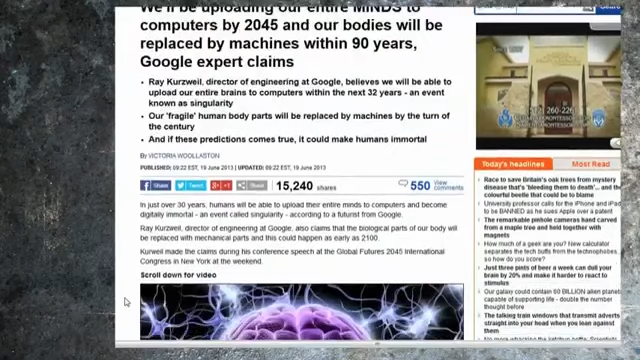 We'll be uploading our entire MINDS to
computers by 2045 and our bodies will be
replaced by machines within 90 years,
Google expert claims
Ray Kurzweil, director of engineering at Google, believes we will be able to
upload our entire brains to computers within the next 32 years - an event
known as singularity
Our 'fragile' human body parts will be replaced by machines by the turn of
the century
And if these predictions comes true, it could make humans immortal
By VICTORIA WOOLLASTON
PUBLISHED: 09:22 EST, 19 June 2013 | UPDATED: 09:22 EST, 19 June 2013
Share
Tweet
+1
Share
15,240 shares
550 View
comments
In just over 30 years, humans will be able to upload their entire minds to computers and become
digitally immortal - an event called singularity - according to a futurist from Google.
Ray Kurzweil, director of engineering at Google, also claims that the biological parts of our body will
be replaced with mechanical parts and this could happen as early as 2100.
Kurweil made the claims during his conference speech at the Global Futures 2045 International
Congress in New York at the weekend.
Scroll down for video
Today's headlines
Most Read
Race to save Britain's oak trees from mystery
disease that's 'bleeding them to death'... and the
colourful beetle that could be to blame
University professor calls for the iPhone and iPad
to be BANNED as he sues Apple over a patent
The remarkable pinhole cameras hand carved
from a maple tree and held together with
magnets
How much of a geek are you? New calculator
separates the tech buffs from the technophobes...
so how do you score?
Just three pints of beer a week can dull your
brain by 20% and make it harder to react to
stimulus
Our galaxy could contain 60 BILLION alien planets
capable of supporting life - double the number
thought before
The talking train windows that transmit adverts
straight into your head when you lean against
them